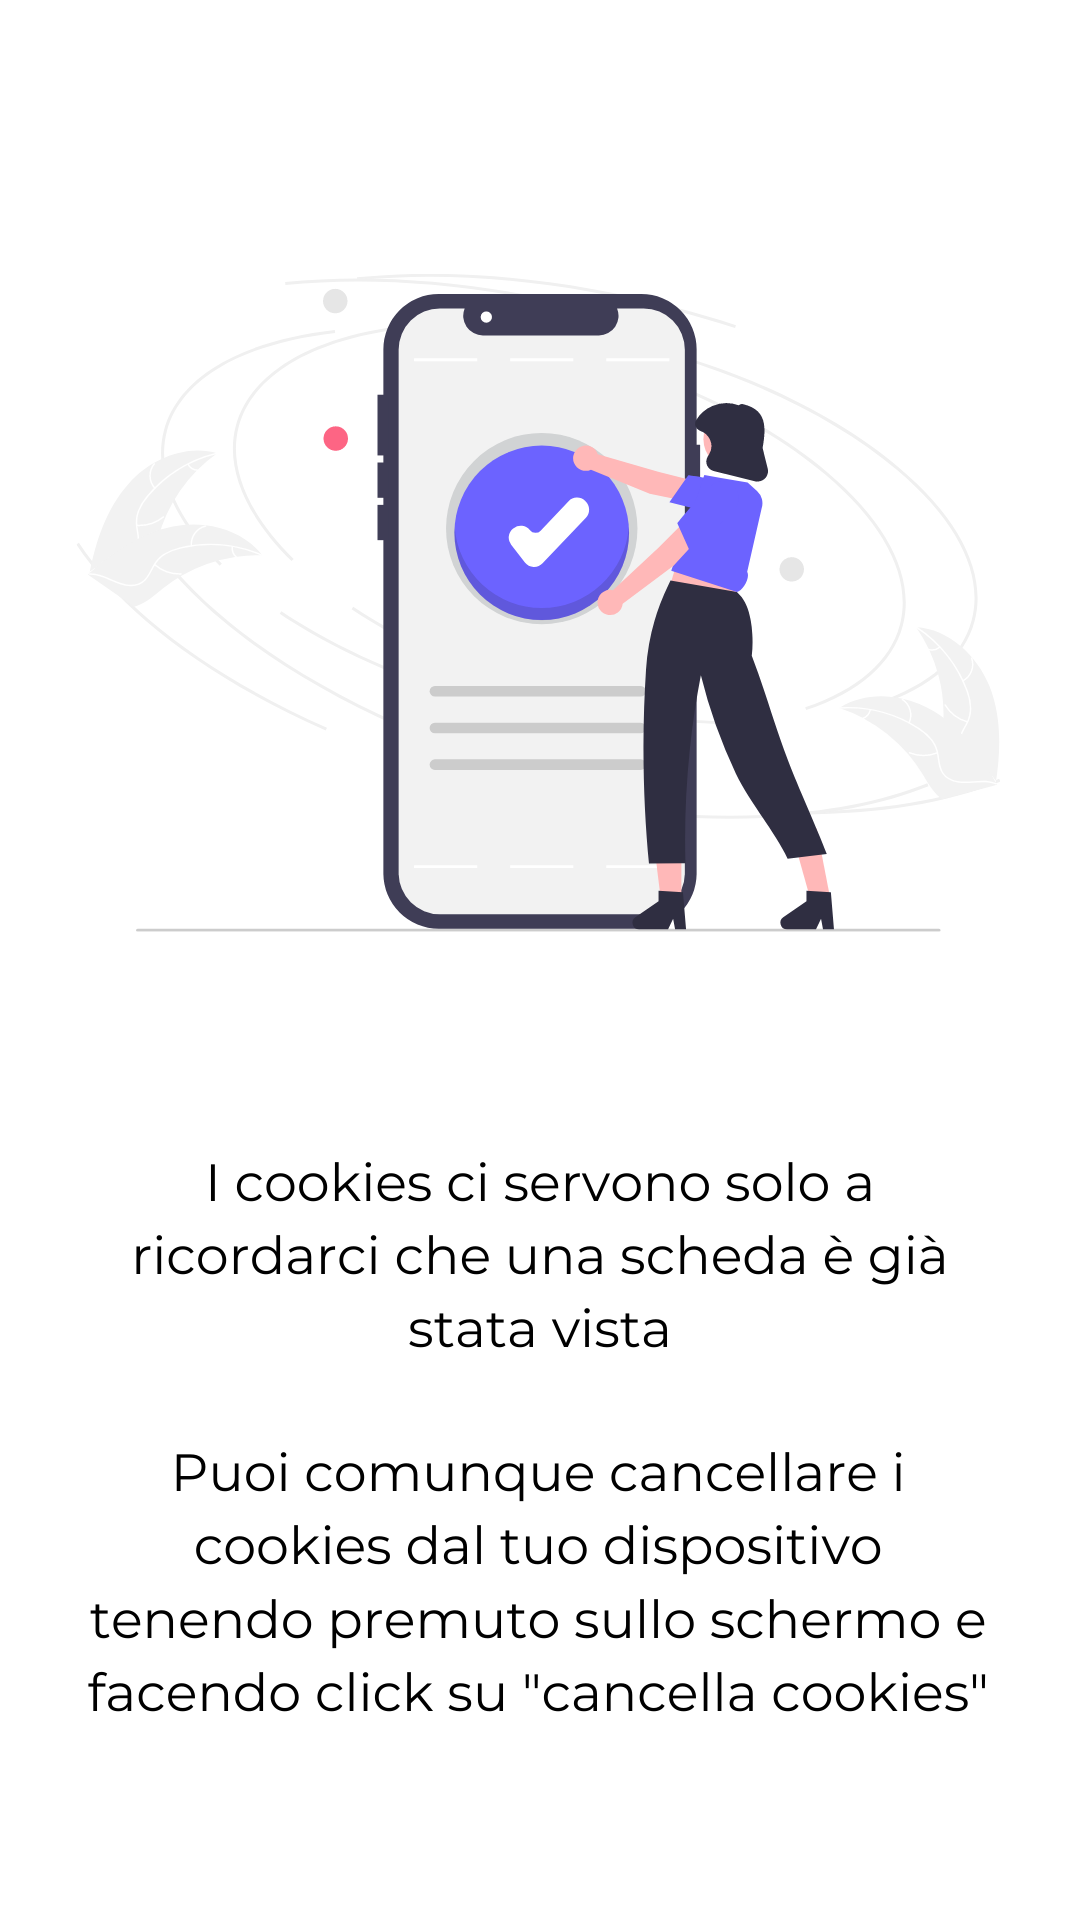 I cookies ci servono solo a
ricordarci che una scheda è già
stata vista
Puoi comunque cancellare i
cookies dal tuo dispositivo
tenendo premuto sullo schermo e
facendo click su "cancella cookies"